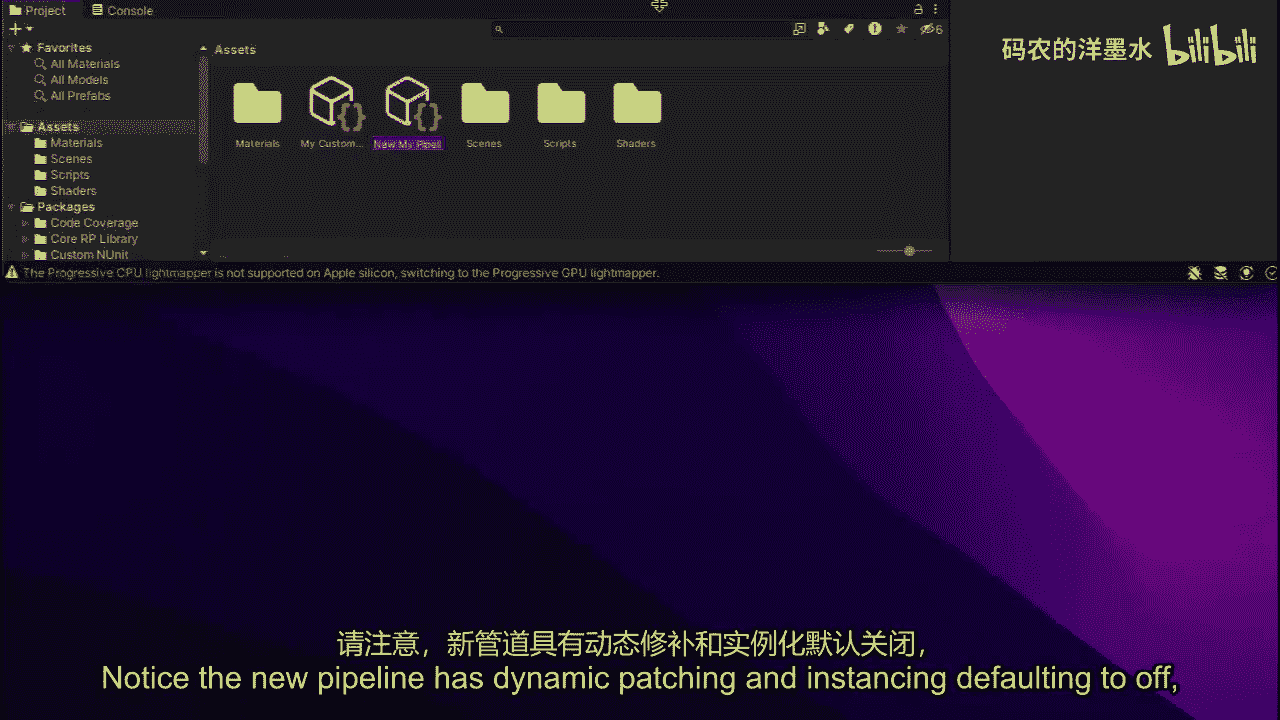 Project
Console
6
Favorites
All Materials
All Models
All Prefabs
Assets
Materials
Scenes
Scripts
Shaders
Packages
Code Coverage
Core RP Library
Custom NUnit
Assets
Materials
My Custom...
New My Pipeli
Scenes
Scripts
Shaders
码农的洋墨水 bilibili
The Progressive CPU lightmapper is not supported on Apple silicon, switching to the Progressive GPU lightmapper.
请注意，新管道具有动态修补和实例化默认关闭，
Notice the new pipeline has dynamic patching and instancing defaulting to off,